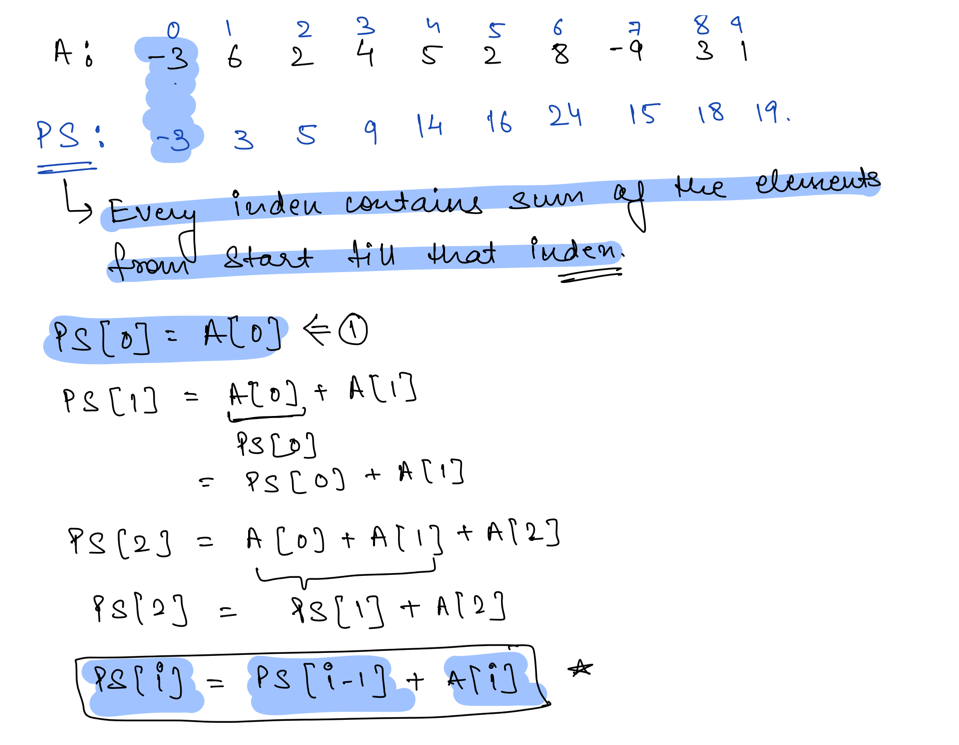 0 1 2 3 4 5 6 7 8 9
A: -3 6 2 4 5 2 8 -9 3 1
PS: -3 3 5 9 14 16 24 15 18 19.
↳ Every index contains sum of the elements
from start till that index.
PS[0] = A[0] ⇐ ①
PS[1] = A[0] + A[1]
PS[0]
= PS[0] + A[1]
PS[2] = A[0] + A[1] + A[2]
PS[2] = PS[1] + A[2]
PS[i] = PS[i-1] + A[i] ☆